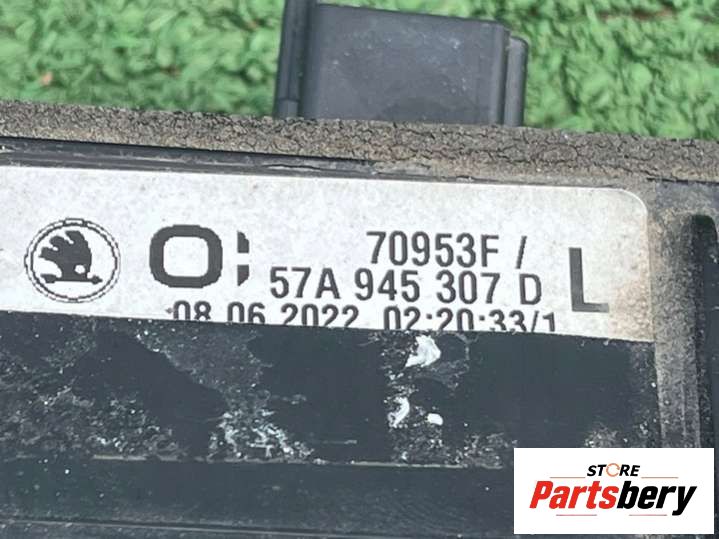 70953F /
57A 945 307 D L
08.06.2022 02:20:33/1
STORE
Partsbery